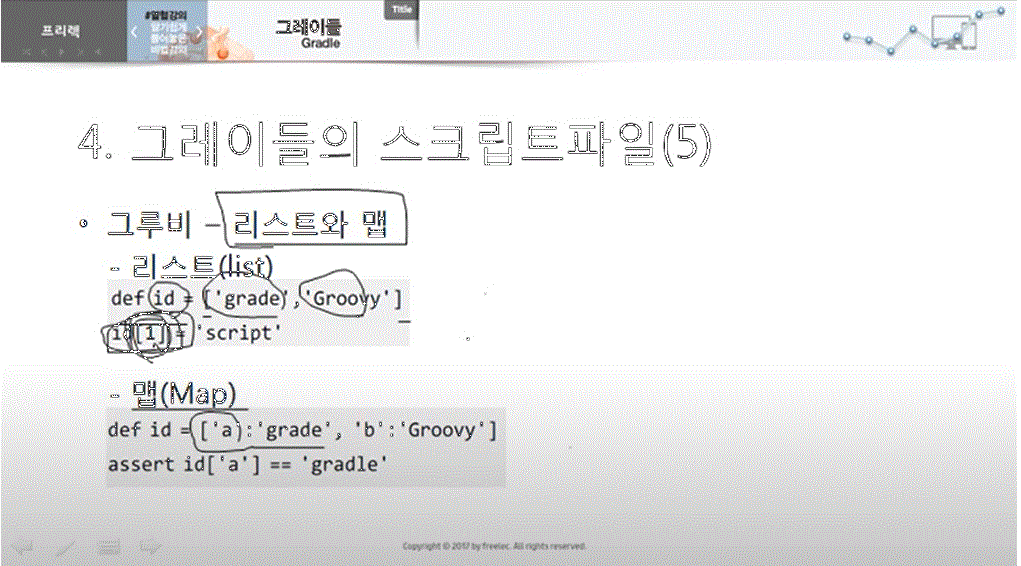 프리렉
#열혈강의
그레이들
Gradle
Title
4. 그레이들의 스크립트파일(5)
• 그루비 – 리스트와 맵
- 리스트(list)
def id = ['grade','Groovy']
id[1] = 'script'
- 맵(Map)
def id = ['a':'grade', 'b':'Groovy']
assert id['a'] == 'gradle'
Copyright © 2017 by freelec. All rights reserved.